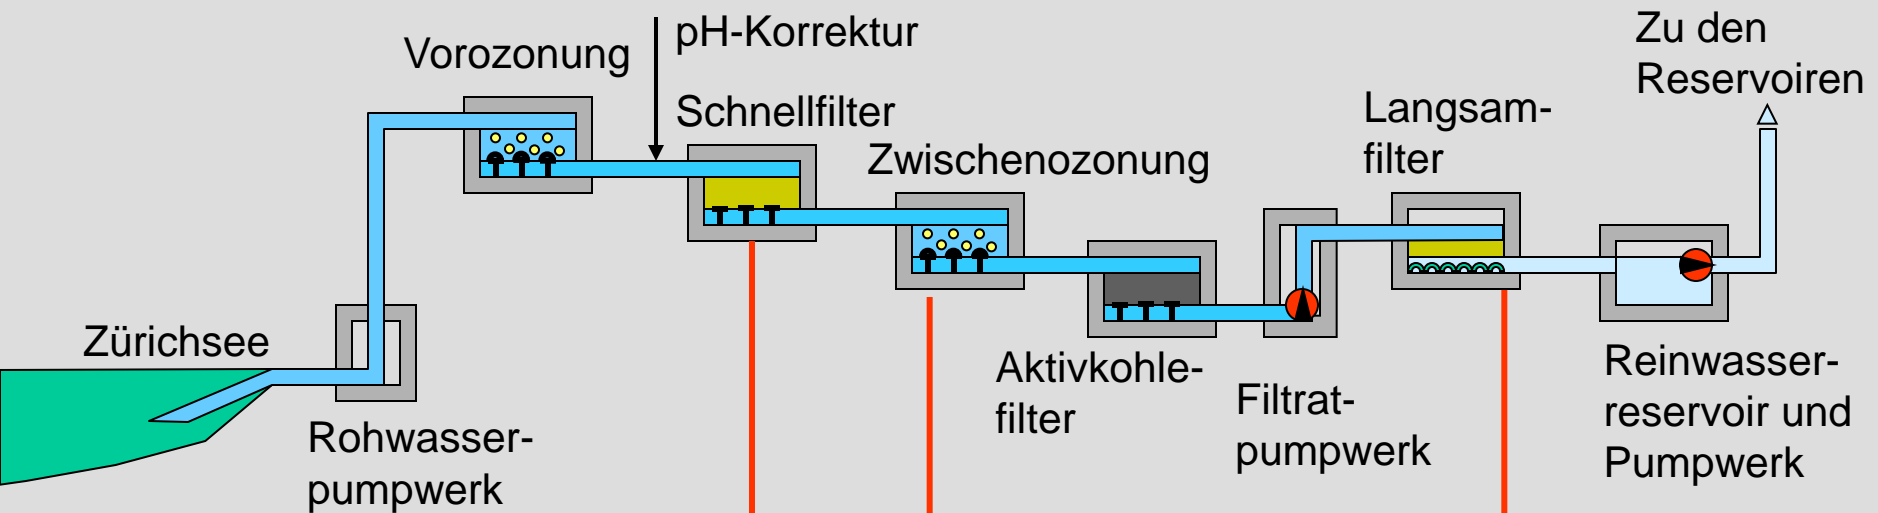 Zürichsee
Rohwasser-
pumpwerk
Vorozonung
pH-Korrektur
Schnellfilter
Zwischenozonung
Aktivkohle-
filter
Filtrat-
pumpwerk
Langsam-
filter
Reinwasser-
reservoir und
Pumpwerk
Zu den
Reservoiren